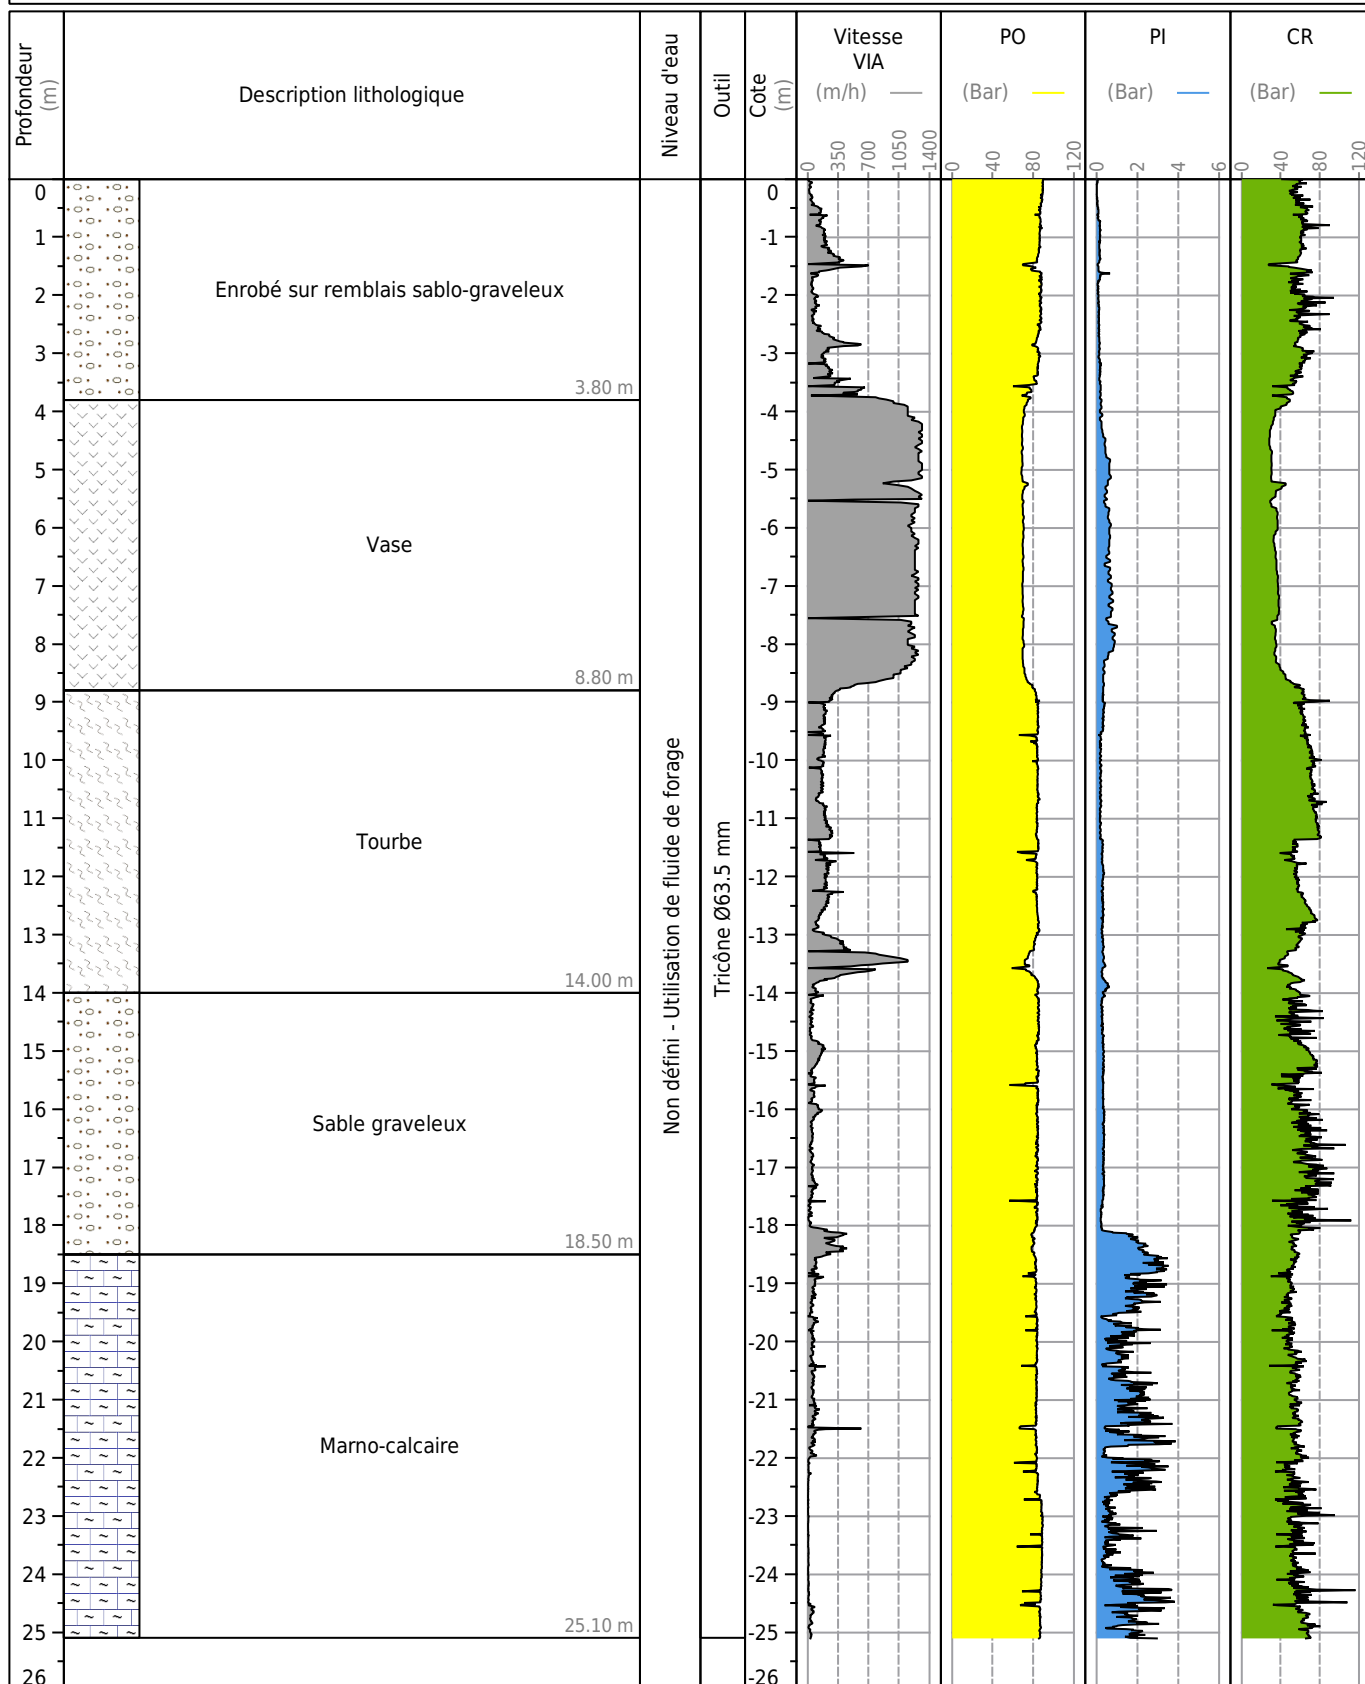 Profondeur
(m)
Description lithologique
Niveau d'eau
Outil
Cote
(m)
Vitesse
VIA
(m/h)
0 350 700 1050 1400
PO
(Bar)
0 40 80 120
PI
(Bar)
0 2 4 6
CR
(Bar)
0 40 80 120
0 0
1 -1
Enrobé sur remblais sablo-graveleux
2 -2
3 -3
3.80 m
4 -4
5 -5
6 -6
Vase
7 -7
8 -8
8.80 m
9 -9
10 -10
11 -11
Tourbe
12 -12
13 -13
14.00 m
14 -14
15 -15
16 -16
Sable graveleux
17 -17
18 -18
18.50 m
19 -19
20 -20
21 -21
Marno-calcaire
22 -22
23 -23
24 -24
25.10 m
25 -25
26 -26
Non défini - Utilisation de fluide de forage
Tricône Ø63.5 mm